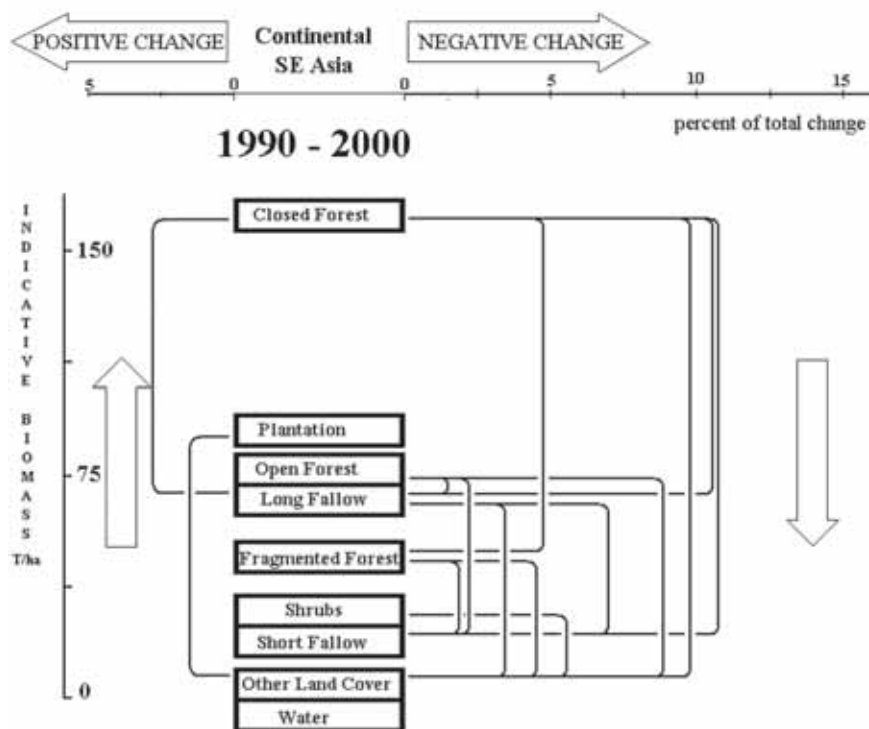 POSITIVE CHANGE
Continental
SE Asia
NEGATIVE CHANGE
5 0 0 5 10 15
percent of total change
1990 - 2000
INDICATIVE BIOMASS
T/ha
150
75
0
Closed Forest
Plantation
Open Forest
Long Fallow
Fragmented Forest
Shrubs
Short Fallow
Other Land Cover
Water